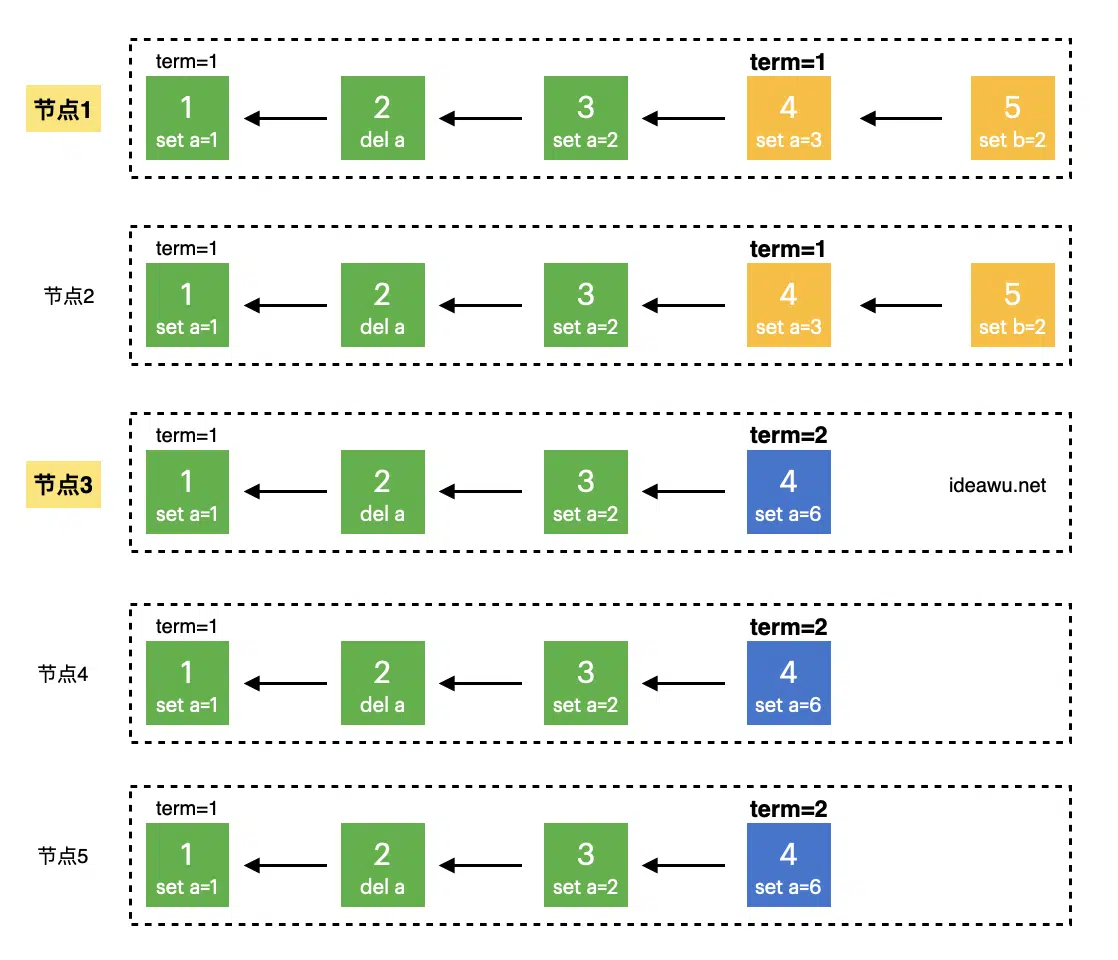 term=1 term=1
节点1
1 2 3 4 5
set a=1 del a set a=2 set a=3 set b=2
term=1 term=1
节点2
1 2 3 4 5
set a=1 del a set a=2 set a=3 set b=2
term=1 term=2
节点3
1 2 3 4
ideawu.net
set a=1 del a set a=2 set a=6
term=1 term=2
节点4
1 2 3 4
set a=1 del a set a=2 set a=6
term=1 term=2
节点5
1 2 3 4
set a=1 del a set a=2 set a=6